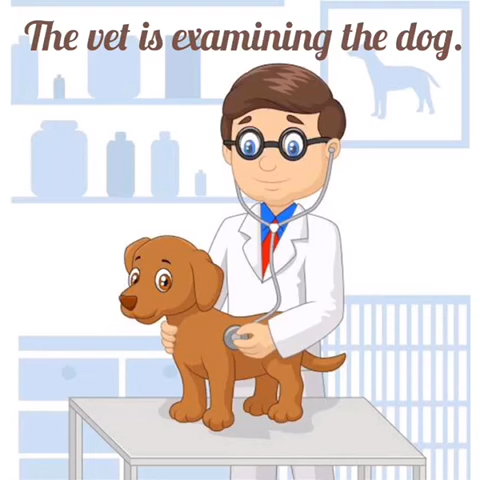 The vet is examining the dog.